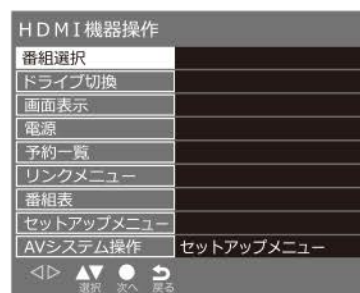 HDMI機器操作
番組選択
ドライブ切換
画面表示
電源
予約一覧
リンクメニュー
番組表
セットアップメニュー
AVシステム操作 セットアップメニュー
選択 次へ 戻る